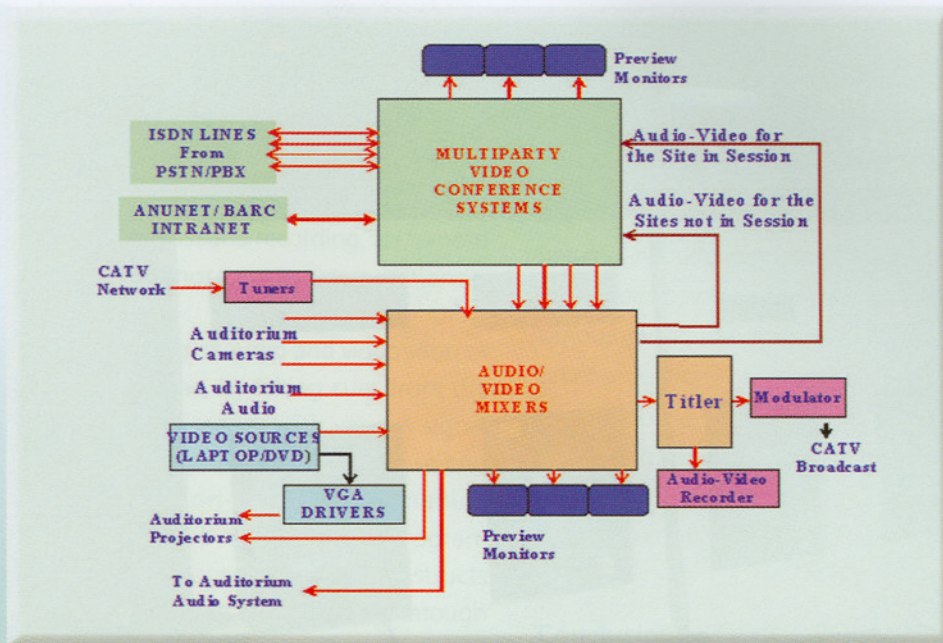 Preview
Monitors
ISDN LINES
From
PSTN/PBX
MULTIPARTY
VIDEO
CONFERENCE
SYSTEMS
Audio-Video for
the Site in Session
Audio-Video for the
Sites not in Session
ANUNET/ BARC
INTRANET
CATV
Network
Tuners
Auditorium
Cameras
Auditorium
Audio
AUDIO/
VIDEO
MIXERS
Titler
Modulator
CATV
Broadcast
VIDEO SOURCES
(LAPT OP/DVD)
Audio-Video
Recorder
VGA
DRIVERS
Auditorium
Projectors
Preview
Monitors
To Auditorium
Audio System